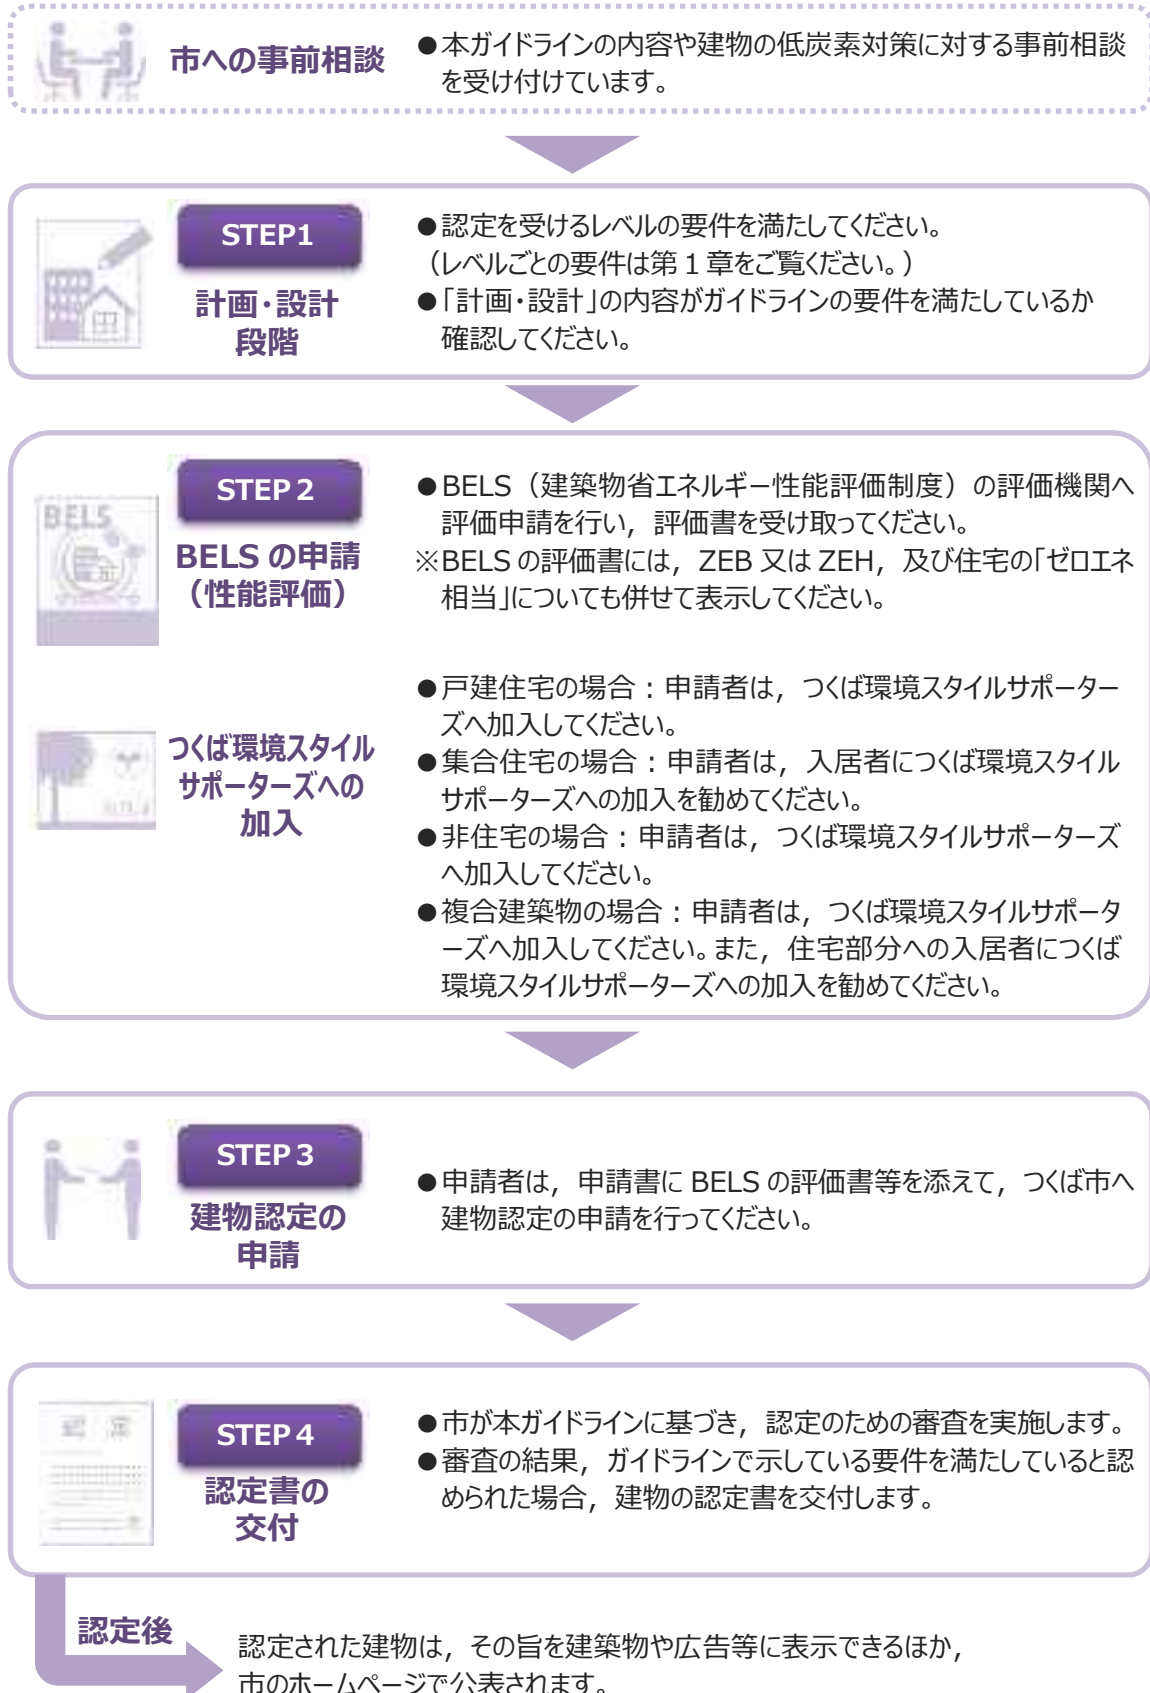 市への事前相談
●本ガイドラインの内容や建物の低炭素対策に対する事前相談
を受け付けています。
STEP1
計画・設計
段階
●認定を受けるレベルの要件を満たしてください。
（レベルごとの要件は第１章をご覧ください。）
●「計画・設計」の内容がガイドラインの要件を満たしているか
確認してください。
BELS
STEP２
BELSの申請
（性能評価）
●BELS（建築物省エネルギー性能評価制度）の評価機関へ
評価申請を行い，評価書を受け取ってください。
※BELSの評価書には，ZEB又はZEH，及び住宅の「ゼロエネ
相当」についても併せて表示してください。
つくば環境スタイル
サポーターズへの
加入
●戸建住宅の場合：申請者は，つくば環境スタイルサポーター
ズへ加入してください。
●集合住宅の場合：申請者は，入居者につくば環境スタイル
サポーターズへの加入を勧めてください。
●非住宅の場合：申請者は，つくば環境スタイルサポーターズ
へ加入してください。
●複合建築物の場合：申請者は，つくば環境スタイルサポータ
ーズへ加入してください。また，住宅部分への入居者につくば
環境スタイルサポーターズへの加入を勧めてください。
STEP３
建物認定の
申請
●申請者は，申請書にBELSの評価書等を添えて，つくば市へ
建物認定の申請を行ってください。
STEP４
認定書の
交付
●市が本ガイドラインに基づき，認定のための審査を実施します。
●審査の結果，ガイドラインで示している要件を満たしていると認
められた場合，建物の認定書を交付します。
認定後
認定された建物は，その旨を建築物や広告等に表示できるほか，
市のホームページで公表されます。